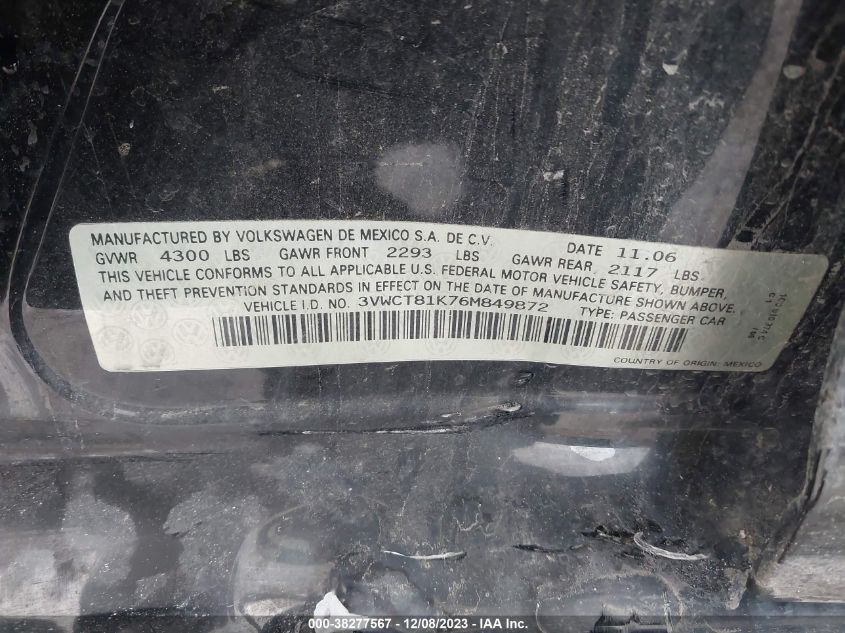 MANUFACTURED BY VOLKSWAGEN DE MEXICO S.A. DE C.V. DATE 11.06
GVWR 4300 LBS GAWR FRONT 2293 LBS GAWR REAR 2117 LBS
THIS VEHICLE CONFORMS TO ALL APPLICABLE U.S. FEDERAL MOTOR VEHICLE SAFETY, BUMPER,
AND THEFT PREVENTION STANDARDS IN EFFECT ON THE DATE OF MANUFACTURE SHOWN ABOVE.
VEHICLE I.D. NO. 3VWCT81K76M849872 TYPE: PASSENGER CAR
COUNTRY OF ORIGIN: MEXICO
000-38277567 - 12/08/2023 - IAA Inc.